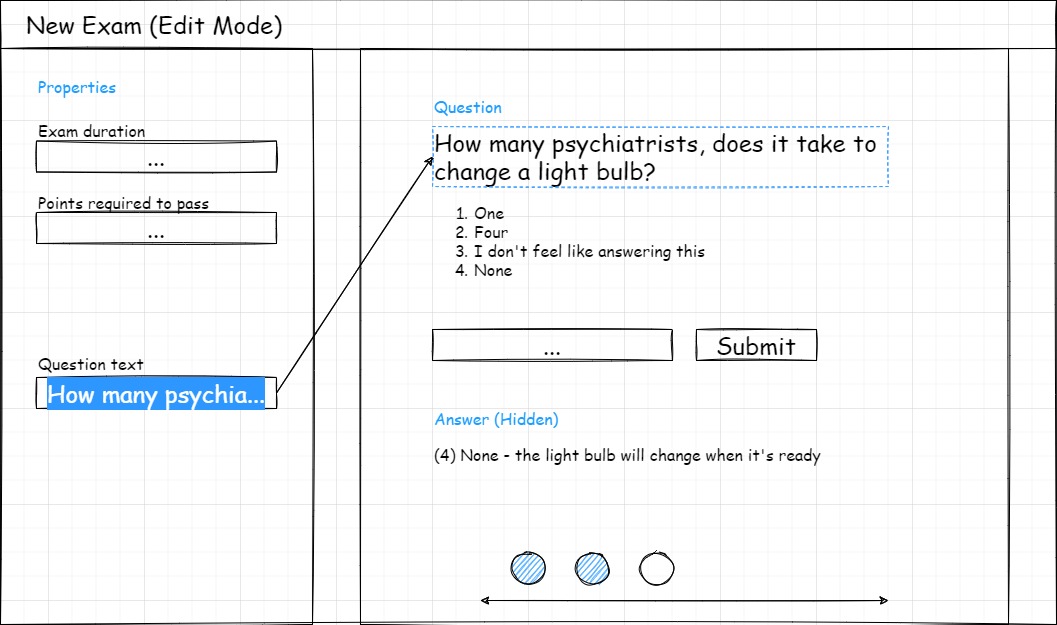 New Exam (Edit Mode)
Properties
Exam duration
...
Points required to pass
...
Question text
How many psychia...
Question
How many psychiatrists, does it take to
change a light bulb?
1. One
2. Four
3. I don't feel like answering this
4. None
...
Submit
Answer (Hidden)
(4) None - the light bulb will change when it's ready